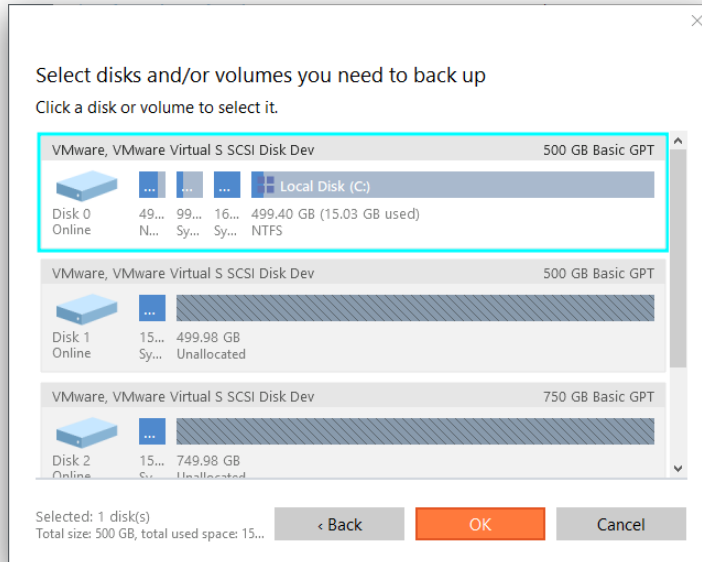 Select disks and/or volumes you need to back up
Click a disk or volume to select it.
VMware, VMware Virtual S SCSI Disk Dev 500 GB Basic GPT
... ... ... Local Disk (C:)
Disk 0 49... 99... 16... 499.40 GB (15.03 GB used)
Online N... Sy... Sy... NTFS
VMware, VMware Virtual S SCSI Disk Dev 500 GB Basic GPT
...
Disk 1 15... 499.98 GB
Online Sy... Unallocated
VMware, VMware Virtual S SCSI Disk Dev 750 GB Basic GPT
...
Disk 2 15... 749.98 GB
Online Sy... Unallocated
Selected: 1 disk(s)
Total size: 500 GB, total used space: 15...
‹ Back OK Cancel